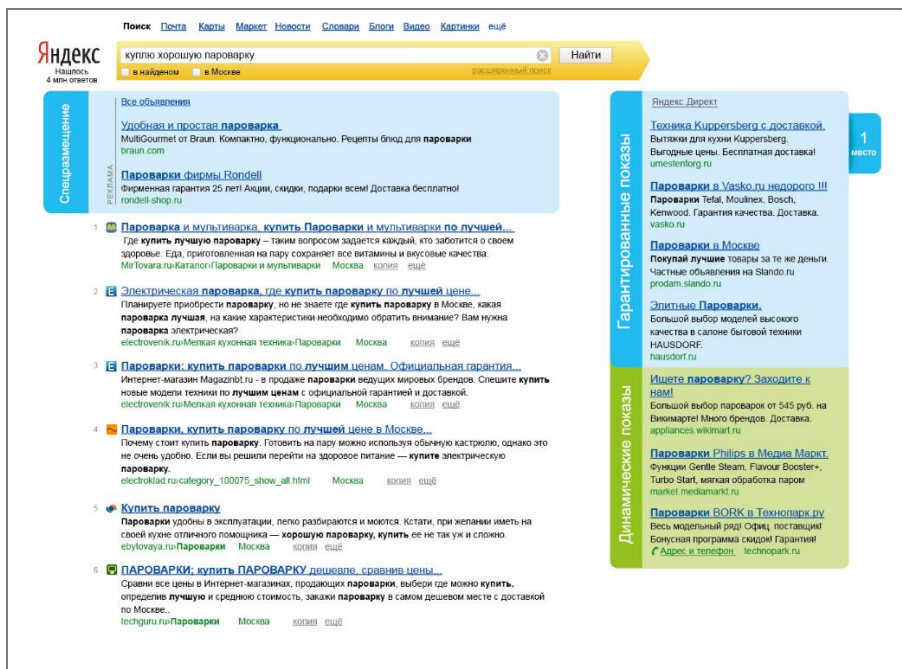 Поиск Почта Карты Маркет Новости Словари Блоги Видео Картинки ещё
Яндекс
Нашлось
4 млн ответов
куплю хорошую пароварку
Найти
в найденом в Москве расширенный поиск
Спецразмещение
РЕКЛАМА
Все объявления
Удобная и простая пароварка
MultiGourmet от Braun. Компактно, функционально. Рецепты блюд для пароварки
braun.com
Пароварки фирмы Rondell
Фирменная гарантия 25 лет! Акции, скидки, подарки всем! Доставка бесплатно!
rondell-shop.ru
1 Пароварка и мультиварка, купить Пароварки и мультиварки по лучшей...
Где купить лучшую пароварку – таким вопросом задается каждый, кто заботится о своем
здоровье. Еда, приготовленная на пару сохраняет все витамины и вкусовые качества.
MirTovara.ru›Каталог›Пароварки и мультиварки Москва копия ещё
2 Электрическая пароварка, где купить пароварку по лучшей цене...
Планируете приобрести пароварку, но не знаете где купить пароварку в Москве, какая
пароварка лучшая, на какие характеристики необходимо обратить внимание? Вам нужна
пароварка электрическая?
electrovenik.ru›Мелкая кухонная техника›Пароварки Москва копия ещё
3 Пароварки: купить пароварку по лучшим ценам. Официальная гарантия...
Интернет-магазин Magazinbt.ru - в продаже пароварки ведущих мировых брендов. Спешите купить
новые модели техники по лучшим ценам с официальной гарантией и доставкой.
electrovenik.ru›Мелкая кухонная техника›Пароварки Москва копия ещё
4 Пароварки, купить пароварку по лучшей цене в Москве...
Почему стоит купить пароварку. Готовить на пару можно используя обычную кастрюлю, однако это
не очень удобно. Если вы решили перейти на здоровое питание — купите электрическую
пароварку.
electroklad.ru›category_100075_show_all.html Москва копия ещё
5 Купить пароварку
Пароварки удобны в эксплуатации, легко разбираются и моются. Кстати, при желании иметь на
своей кухне отличного помощника — хорошую пароварку, купить ее не так уж и сложно.
ebytovaya.ru›Пароварки Москва копия ещё
6 ПАРОВАРКИ; купить ПАРОВАРКУ дешевле, сравнив цены...
Сравни все цены в Интернет-магазинах, продающих пароварки, выбери где можно купить,
определив лучшую и среднюю стоимость, закажи пароварку в самом дешевом месте с доставкой
по Москве..
techguru.ru›Пароварки Москва копия ещё
Гарантированные показы
Яндекс Директ
Техника Kuppersberg с доставкой.
Вытяжки для кухни Kuppersberg.
Выгодные цены. Бесплатная доставка!
umestentorg.ru
1
место
Пароварки в Vasko.ru недорого !!!
Пароварки Tefal, Moulinex, Bosch,
Kenwood. Гарантия качества. Доставка.
vasko.ru
Пароварки в Москве
Покупай лучшие товары за те же деньги.
Частные объявления на Slando.ru
prodam.slando.ru
Элитные Пароварки.
Большой выбор моделей высокого
качества в салоне бытовой техники
HAUSDORF.
hausdorf.ru
Динамические показы
Ищете пароварку? Заходите к
нам!
Большой выбор пароварок от 545 руб. на
Викимарте! Много брендов. Доставка.
appliances.wikimart.ru
Пароварки Philips в Медиа Маркт.
Функции Gentle Steam, Flavour Booster+,
Turbo Start, мягкая обработка паром
market.mediamarkt.ru
Пароварки BORK в Технопарк.ру
Весь модельный ряд! Офиц. поставщик!
Бонусная программа скидок! Гарантия!
Адрес и телефон technopark.ru